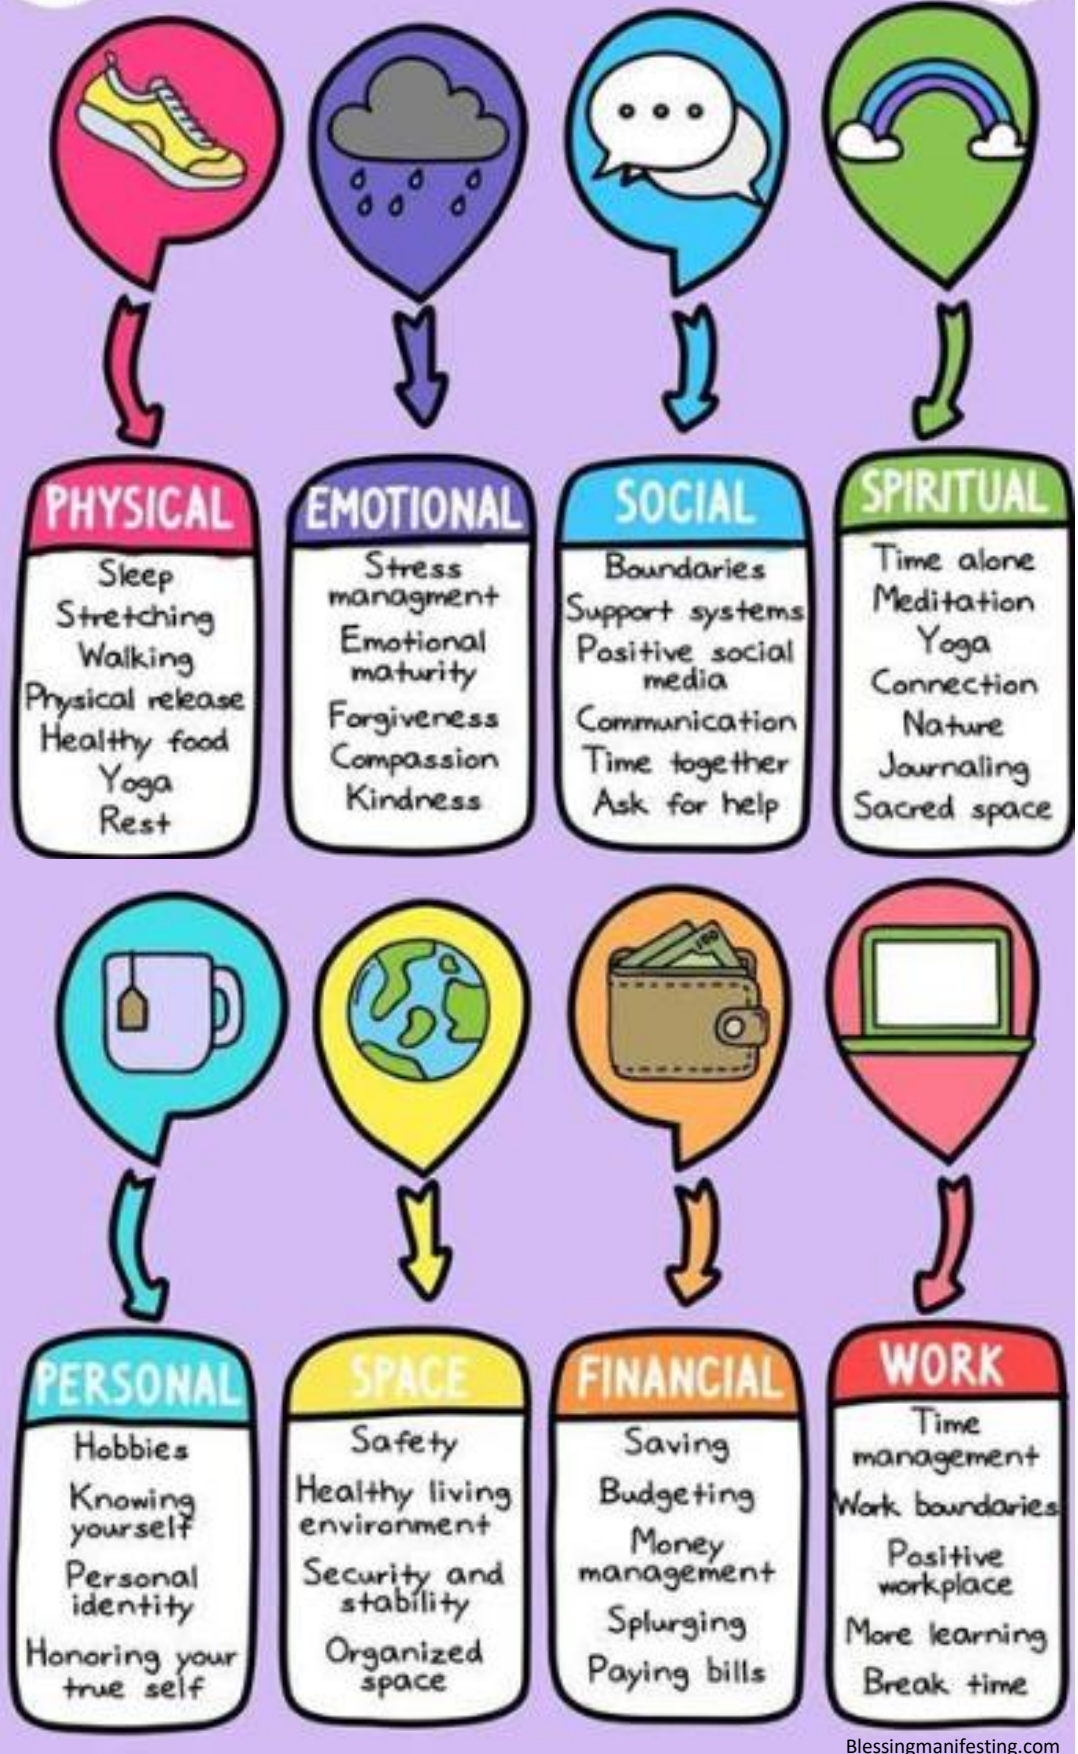 PHYSICAL
Sleep
Stretching
Walking
Physical release
Healthy food
Yoga
Rest
EMOTIONAL
Stress
managment
Emotional
maturity
Forgiveness
Compassion
Kindness
SOCIAL
Boundaries
Support systems
Positive social
media
Communication
Time together
Ask for help
SPIRITUAL
Time alone
Meditation
Yoga
Connection
Nature
Journaling
Sacred space
100
PERSONAL
Hobbies
Knowing
yourself
Personal
identity
Honoring your
true self
SPACE
Safety
Healthy living
environment
Security and
stability
Organized
space
FINANCIAL
Saving
Budgeting
Money
management
Splurging
Paying bills
WORK
Time
management
Work boundaries
Positive
workplace
More learning
Break time
Blessingmanifesting.com